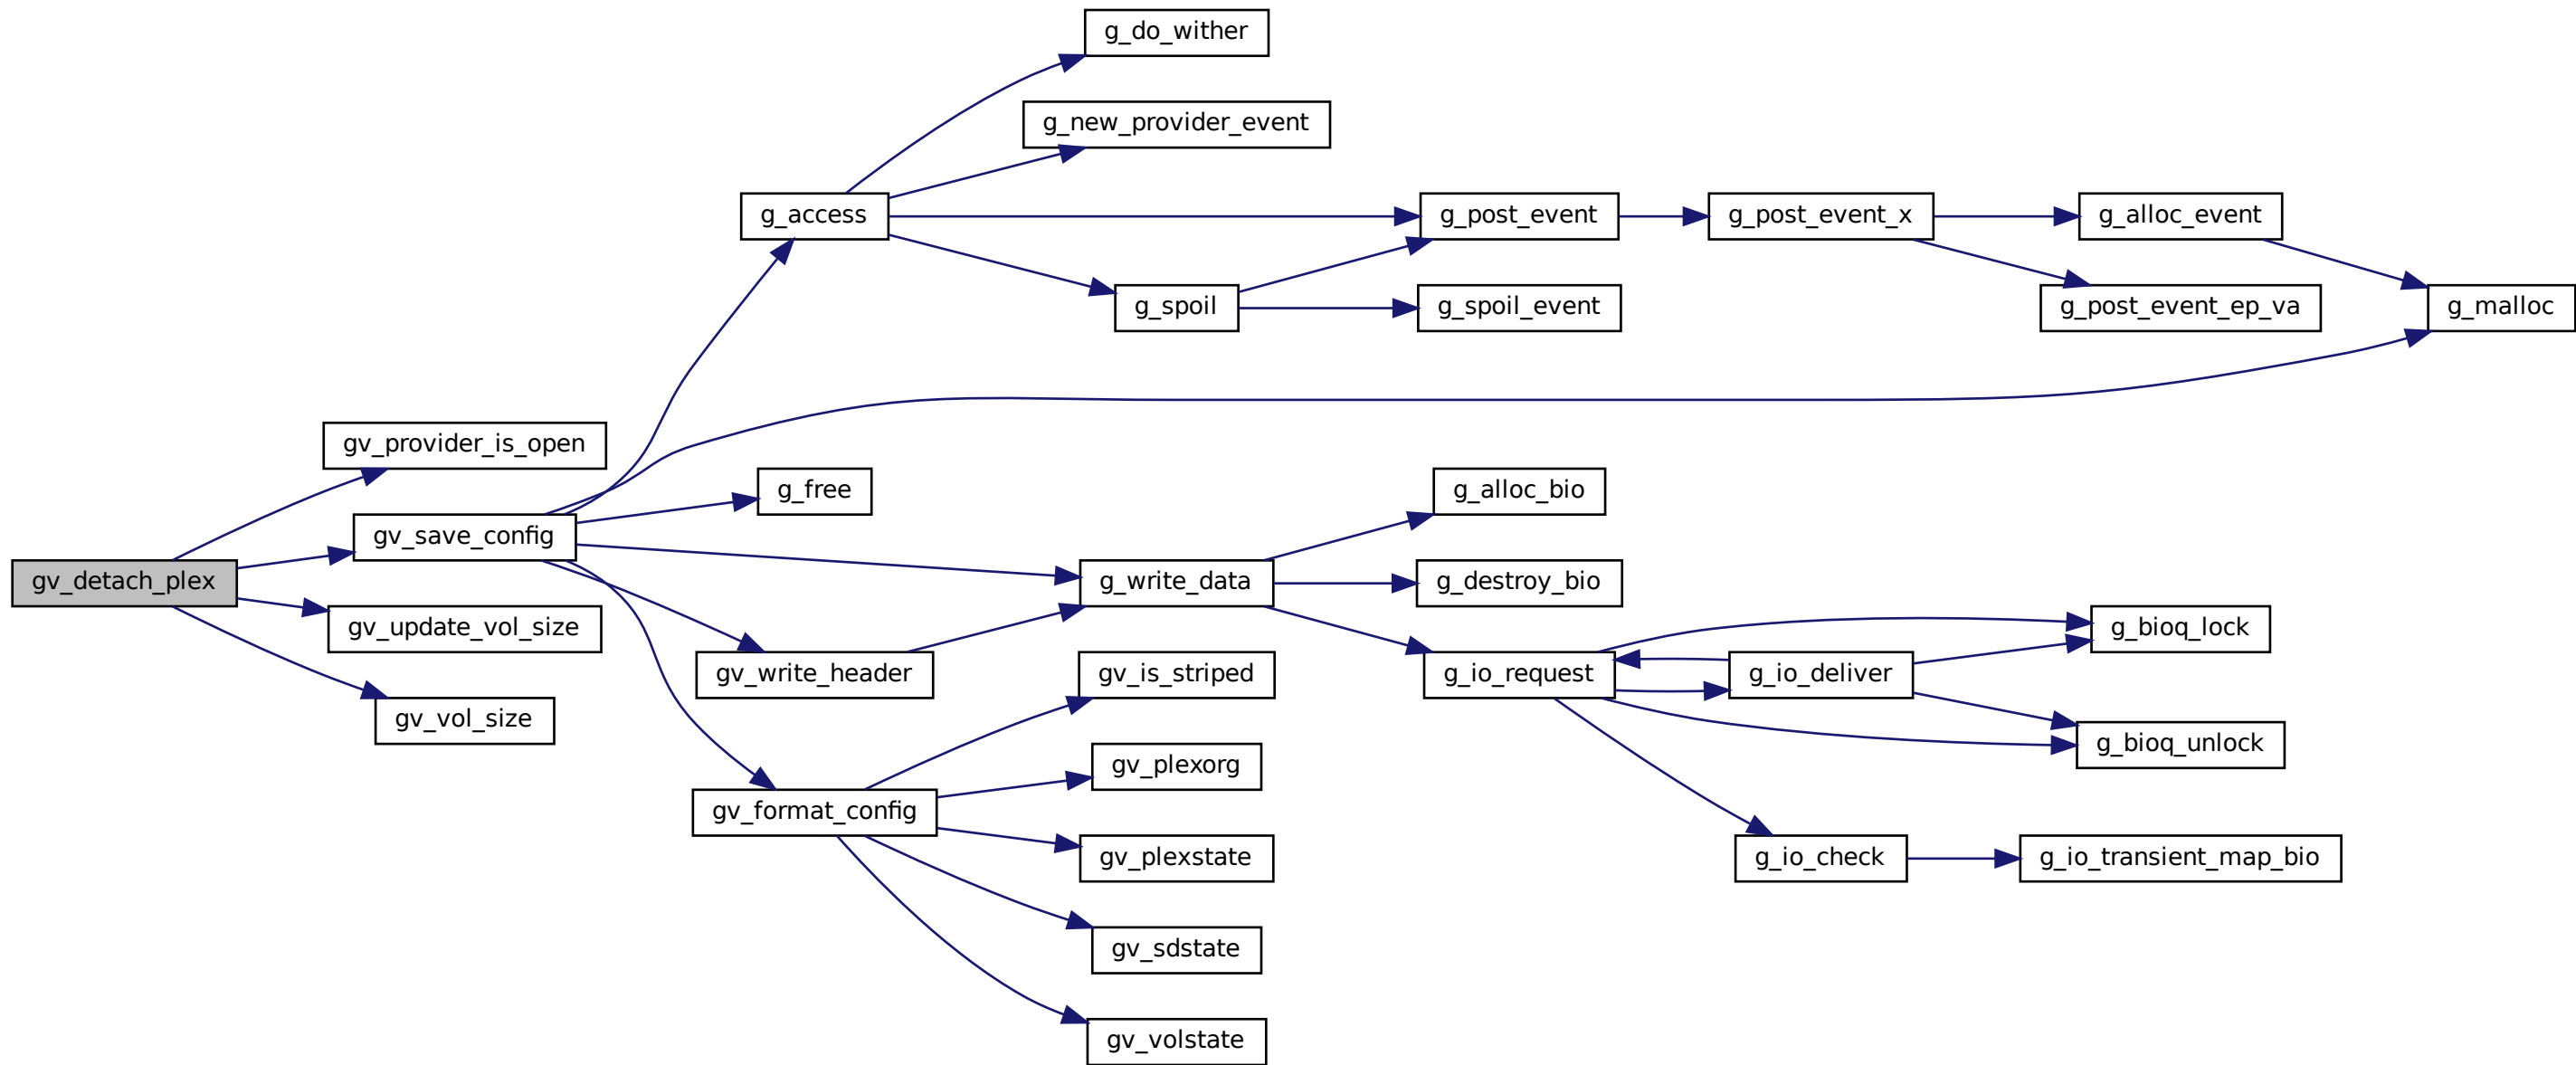 g_do_wither
g_new_provider_event
g_access
g_post_event
g_post_event_x
g_alloc_event
g_spoil
g_spoil_event
g_post_event_ep_va
g_malloc
gv_provider_is_open
g_free
g_alloc_bio
gv_save_config
gv_detach_plex
g_write_data
g_destroy_bio
gv_update_vol_size
g_bioq_lock
gv_write_header
gv_is_striped
g_io_request
g_io_deliver
gv_vol_size
g_bioq_unlock
gv_plexorg
gv_format_config
gv_plexstate
g_io_check
g_io_transient_map_bio
gv_sdstate
gv_volstate